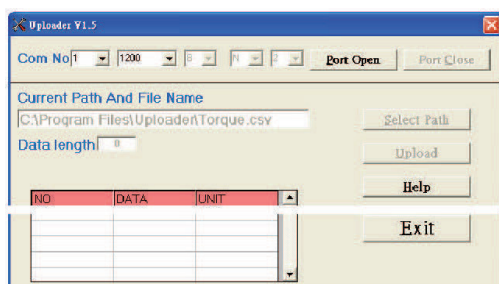 Uploader V1.5
Com No 1 1200 8 N 2 Port Open Port Close
Current Path And File Name
C:\Program Files\Uploader\Torque.csv Select Path
Data length 0 Upload
Help
NO DATA UNIT
Exit